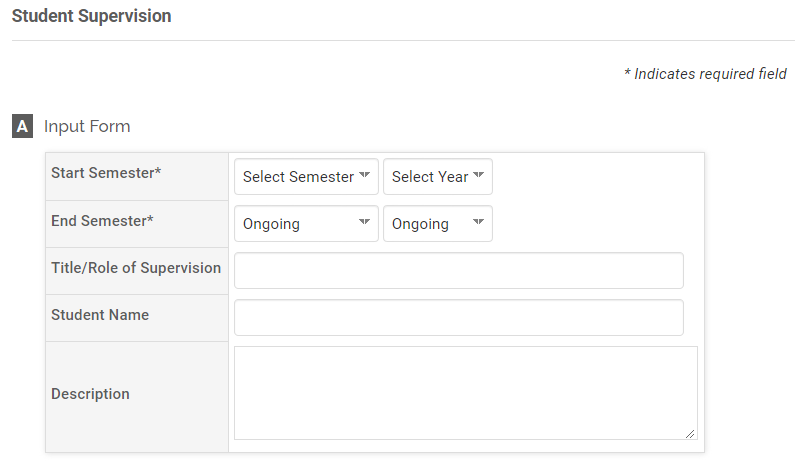 Student Supervision
* Indicates required field
A Input Form
Start Semester* Select Semester Select Year
End Semester* Ongoing Ongoing
Title/Role of Supervision
Student Name
Description